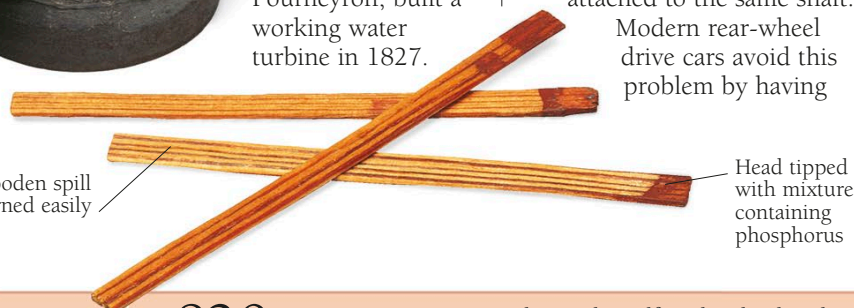 Fourneyron, built a
working water
turbine in 1827.
attached to the same shaft.
Modern rear-wheel
drive cars avoid this
problem by having
spill
easily
Head tipped
with mixture
containing
phosphorus